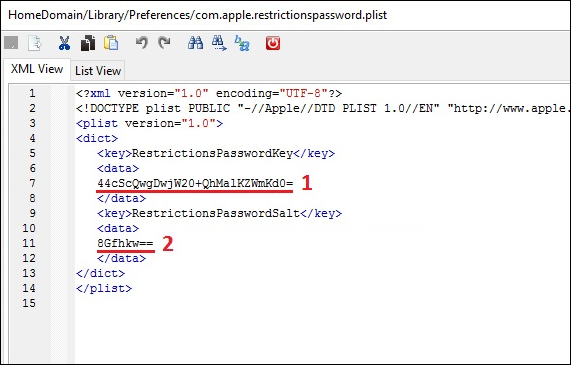 HomeDomain/Library/Preferences/com.apple.restrictionspassword.plist
XML View List View
1 <?xml version="1.0" encoding="UTF-8"?>
2 <!DOCTYPE plist PUBLIC "-//Apple//DTD PLIST 1.0//EN" "http://www.apple.
3 <plist version="1.0">
4 <dict>
5 <key>RestrictionsPasswordKey</key>
6 <data>
7 44cScQwgDwjW20+QhMalKZWmKd0= 1
8 </data>
9 <key>RestrictionsPasswordSalt</key>
10 <data>
11 8Gfhkw== 2
12 </data>
13 </dict>
14 </plist>
15